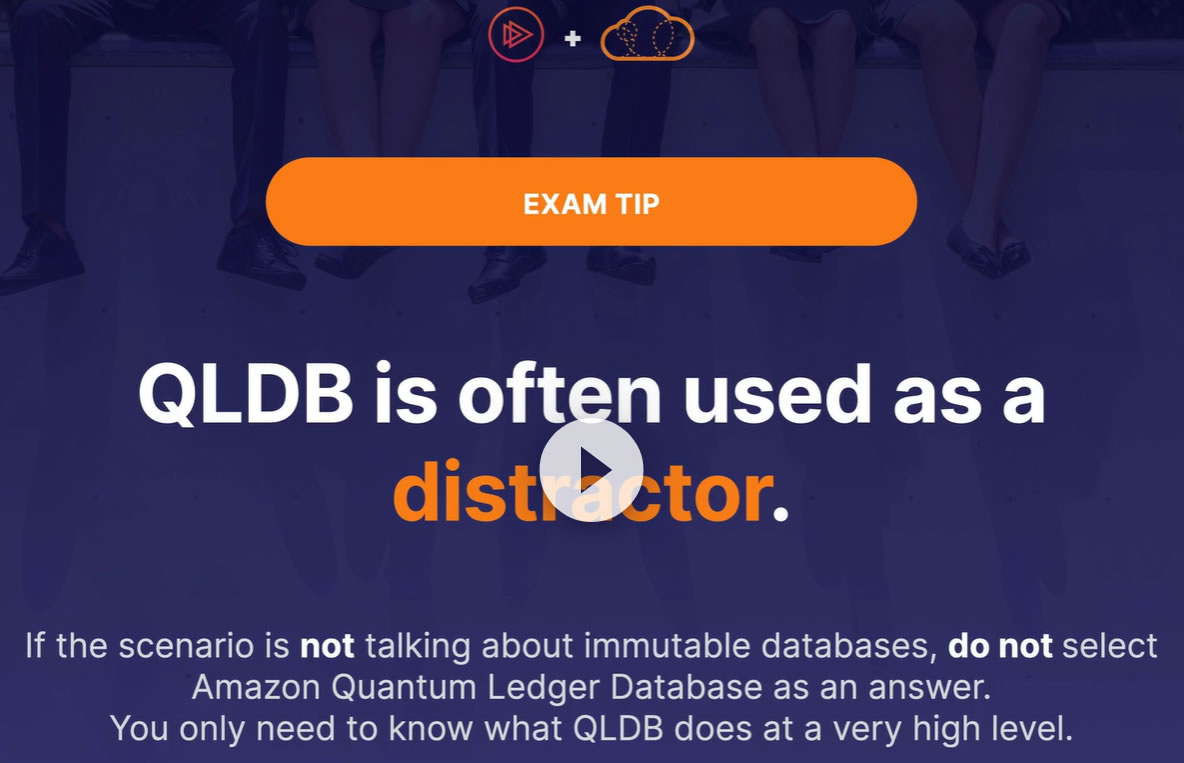 EXAM TIP
QLDB is often used as a
distractor.
If the scenario is not talking about immutable databases, do not select
Amazon Quantum Ledger Database as an answer.
You only need to know what QLDB does at a very high level.